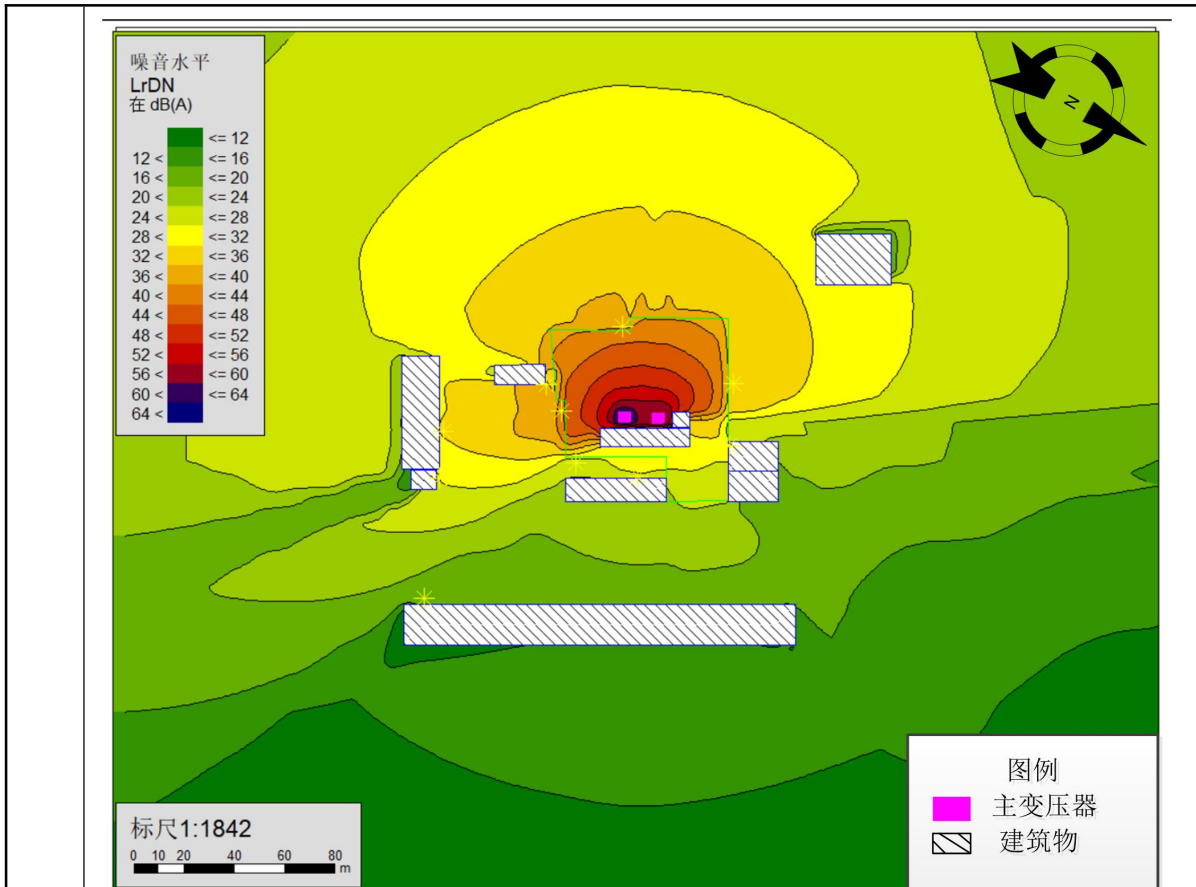 噪音水平
LrDN
在 dB(A)
<= 12
12 < <= 16
16 < <= 20
20 < <= 24
24 < <= 28
28 < <= 32
32 < <= 36
36 < <= 40
40 < <= 44
44 < <= 48
48 < <= 52
52 < <= 56
56 < <= 60
60 < <= 64
64 <
N
标尺1:1842
0 10 20 40 60 80
m
图例
主变压器
建筑物